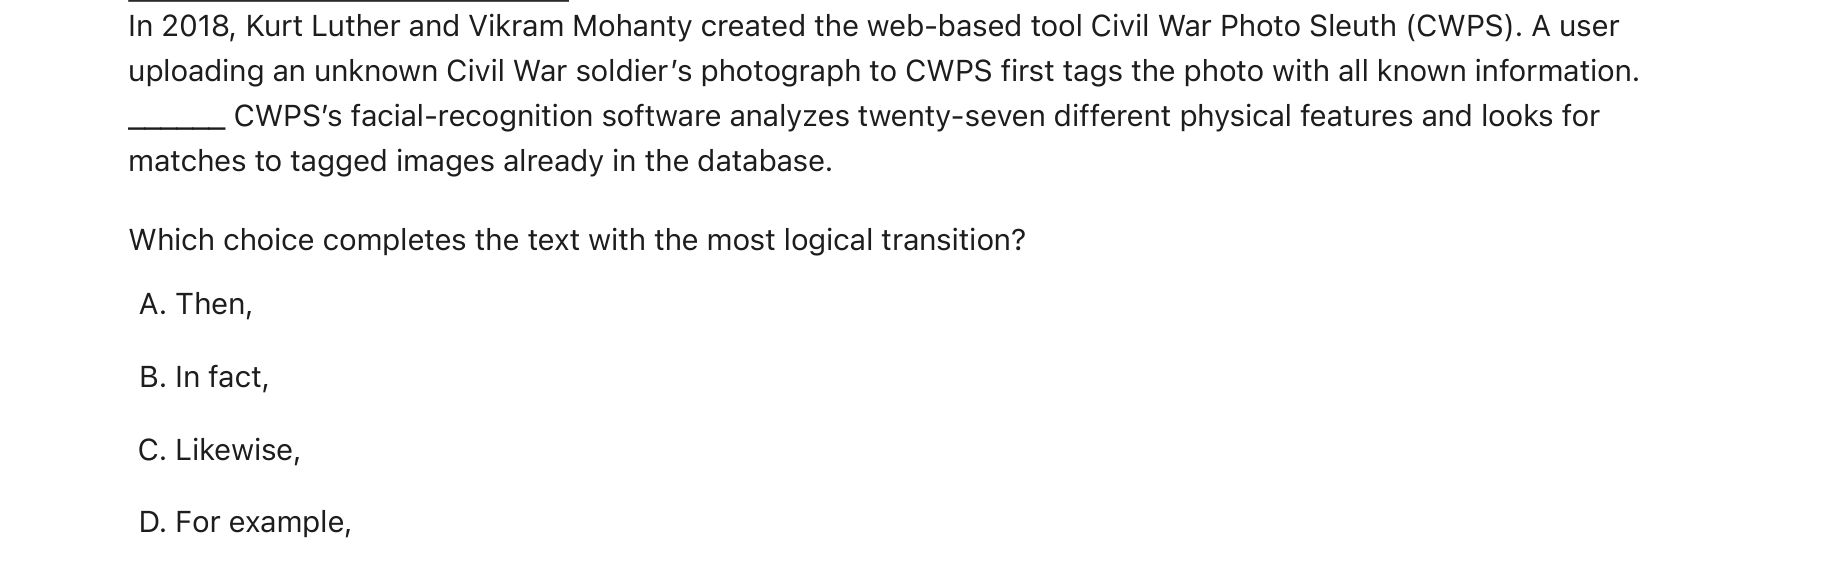 In 2018, Kurt Luther and Vikram Mohanty created the web-based tool Civil War Photo Sleuth (CWPS). A user
uploading an unknown Civil War soldier’s photograph to CWPS first tags the photo with all known information.
______ CWPS’s facial-recognition software analyzes twenty-seven different physical features and looks for
matches to tagged images already in the database.
Which choice completes the text with the most logical transition?
A. Then,
B. In fact,
C. Likewise,
D. For example,